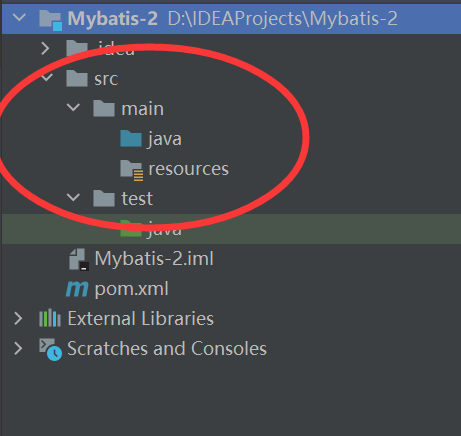 Mybatis-2 D:\IDEAProjects\Mybatis-2
.idea
src
main
java
resources
test
java
Mybatis-2.iml
pom.xml
External Libraries
Scratches and Consoles